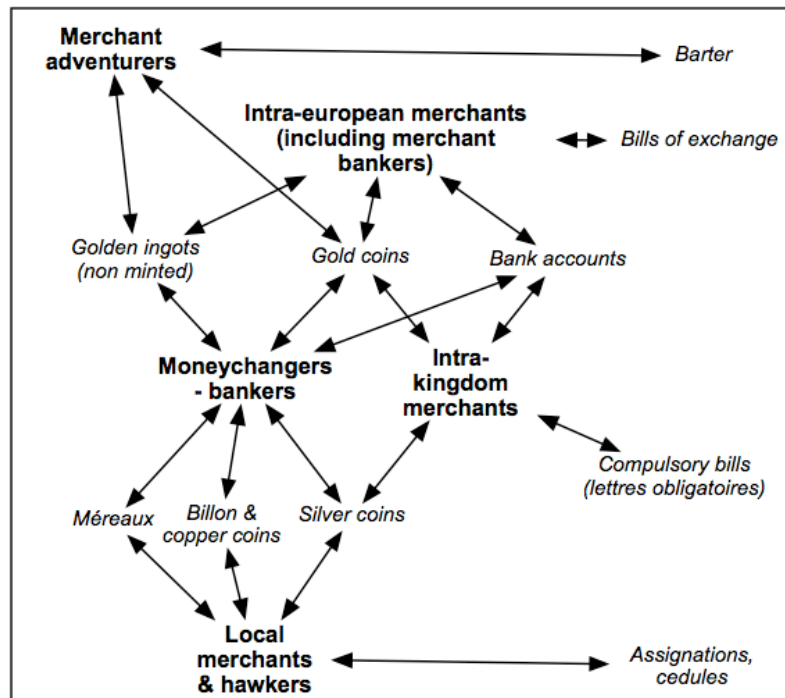 Merchant
adventurers
Barter
Intra-european merchants
(including merchant
bankers)
Bills of exchange
Golden ingots
(non minted)
Gold coins
Bank accounts
Moneychangers
- bankers
Intra-
kingdom
merchants
Compulsory bills
(lettres obligatoires)
Méreaux
Billon &
copper coins
Silver coins
Local
merchants
& hawkers
Assignations,
cedules